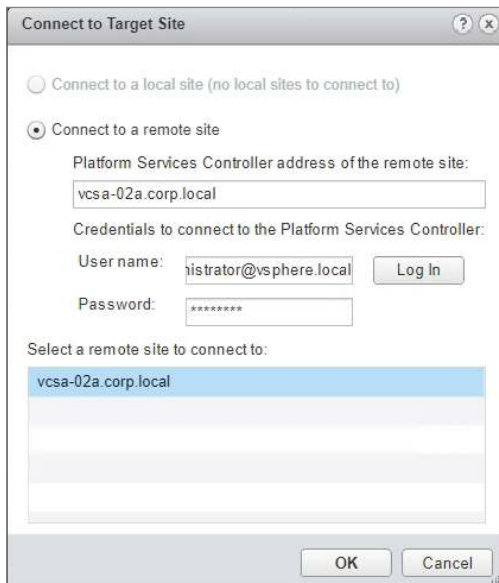 Connect to Target Site
? x
Connect to a local site (no local sites to connect to)
Connect to a remote site
Platform Services Controller address of the remote site:
vcsa-02a.corp.local
Credentials to connect to the Platform Services Controller:
User name: nistrator@vsphere.local Log In
Password: ********
Select a remote site to connect to:
vcsa-02a.corp.local
OK Cancel